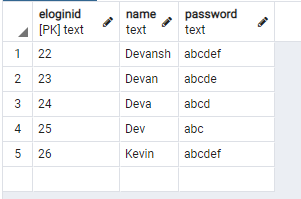 eloginid name password
[PK] text text text
1 22 Devansh abcdef
2 23 Devan abcde
3 24 Deva abcd
4 25 Dev abc
5 26 Kevin abcdef